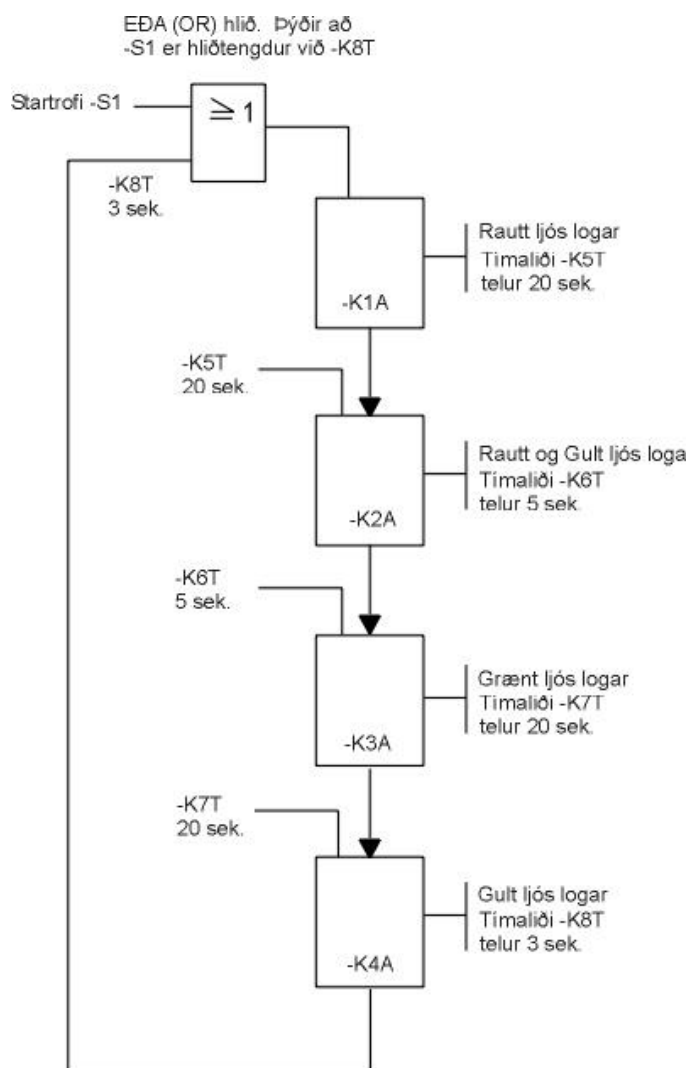 EÐA (OR) hlið. Þýðir að
-S1 er hliðtengdur við -K8T
Startrofi -S1
≧ 1
-K8T
3 sek.
-K1A
Rautt ljós logar
Tímaliði -K5T
telur 20 sek.
-K5T
20 sek.
-K2A
Rautt og Gult ljós loga
Tímaliði -K6T
telur 5 sek.
-K6T
5 sek.
-K3A
Grænt ljós logar
Tímaliði -K7T
telur 20 sek.
-K7T
20 sek.
-K4A
Gult ljós logar
Tímaliði -K8T
telur 3 sek.